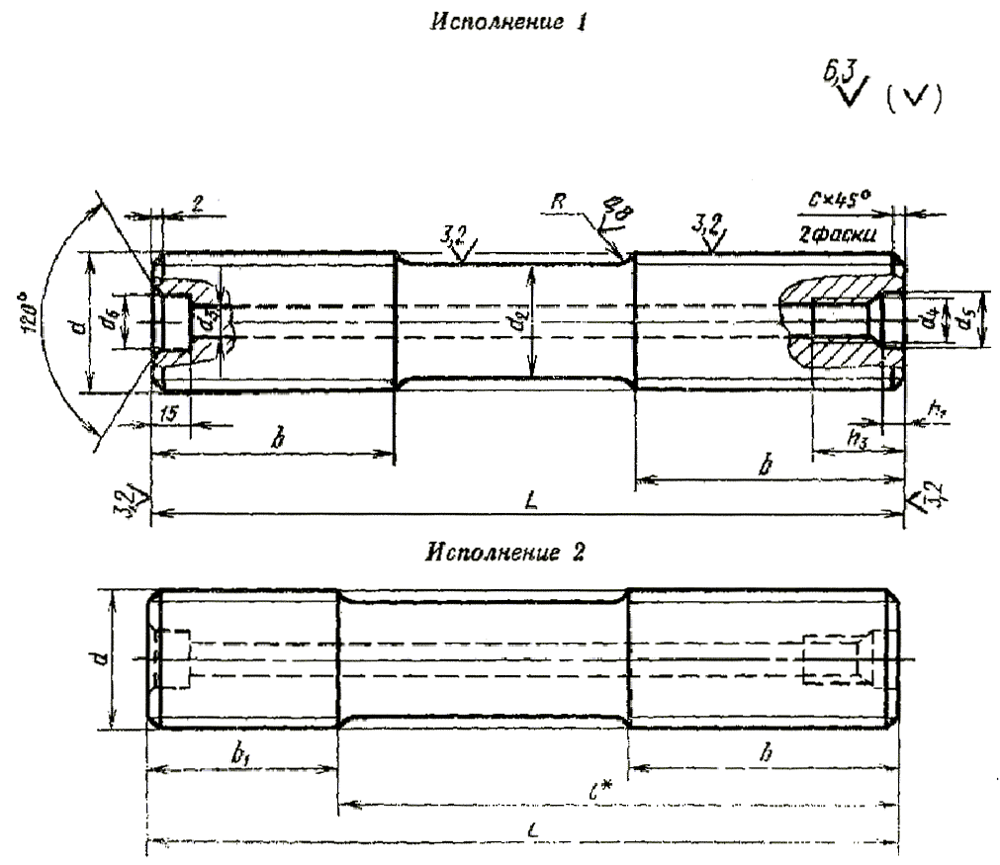 Исполнение 1
6,3 (✓)
2
R
0,8
c×45°
3,2
3,2
2 фаски
120°
d
d₆
d₃
d₂
d₄
d₅
15
b
h₁
h₃
b
3,2
L
3,2
Исполнение 2
d
b₁
b
l*
L